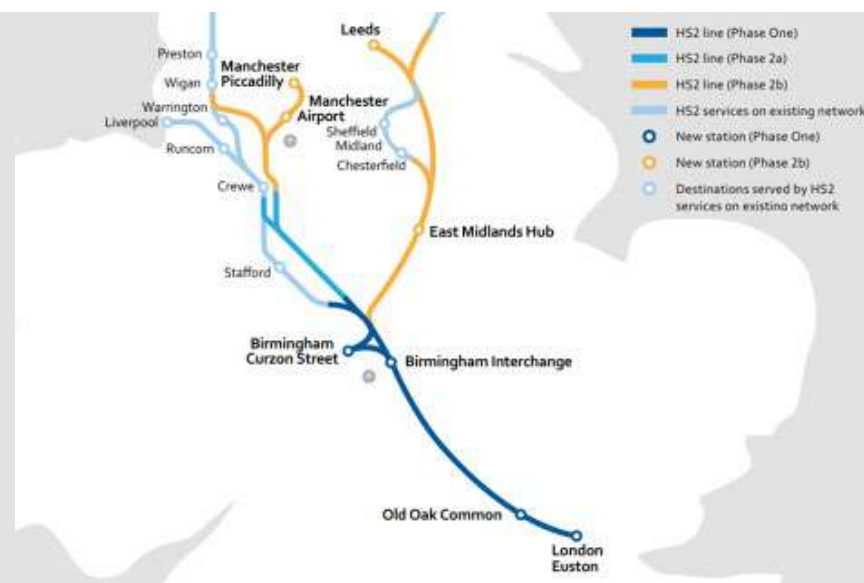 Leeds
Preston
Manchester
Piccadilly
Wigan
Manchester
Airport
Warrington
Liverpool
Sheffield
Midland
Runcorn
Chesterfield
Crewe
East Midlands Hub
Stafford
Birmingham
Curzon Street
Birmingham Interchange
Old Oak Common
London
Euston
HS2 line (Phase One)
HS2 line (Phase 2a)
HS2 line (Phase 2b)
HS2 services on existing network
New station (Phase One)
New station (Phase 2b)
Destinations served by HS2
services on existing network